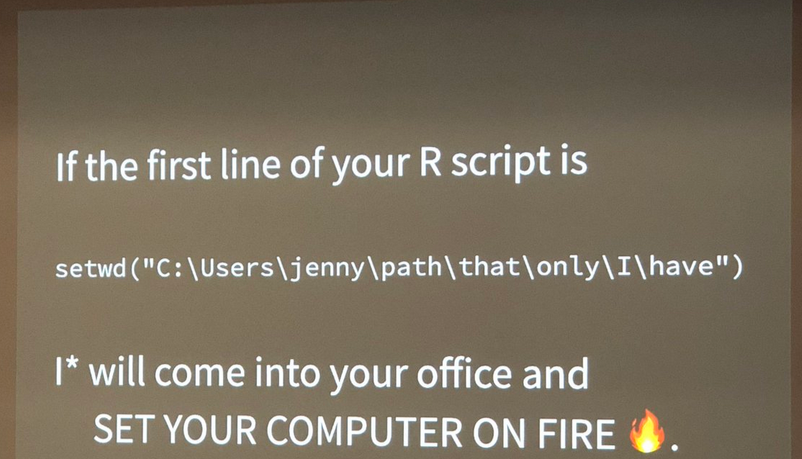 If the first line of your R script is
setwd("C:\Users\jenny\path\that\only\I\have")
I* will come into your office and
SET YOUR COMPUTER ON FIRE 🔥.